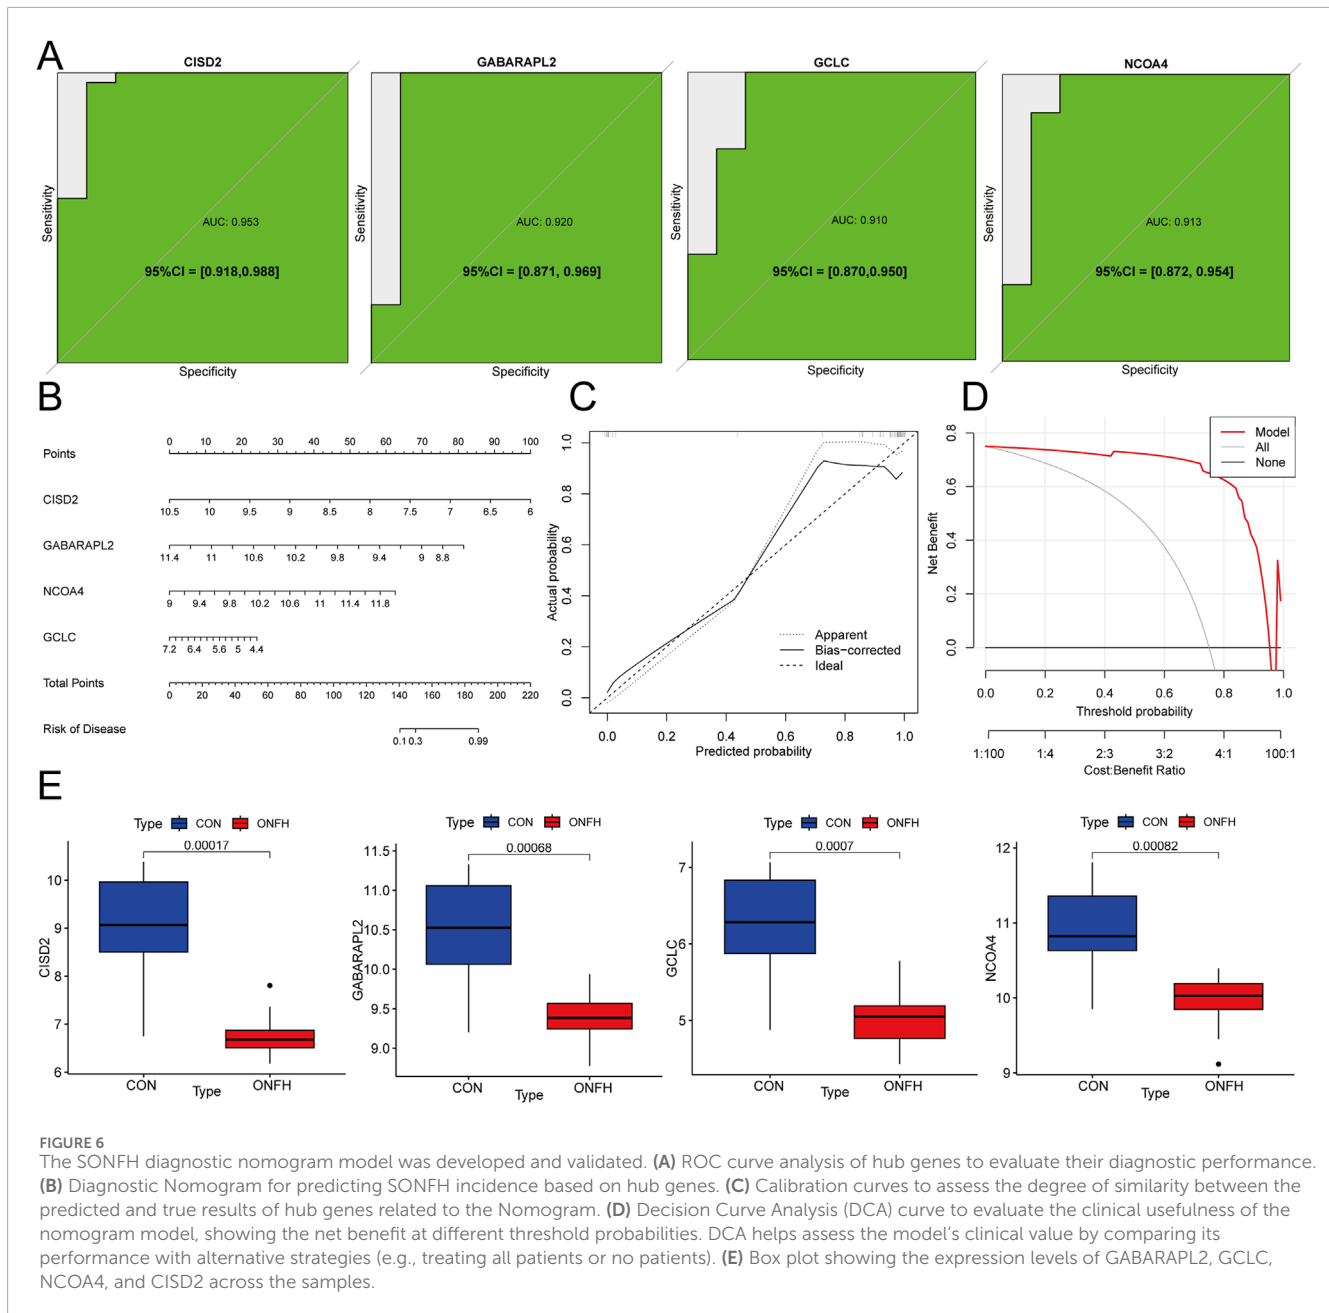 A
CISD2
GABARAPL2
GCLC
NCOA4
Sensitivity
AUC: 0.953
95%CI = [0.918,0.988]
Specificity
Sensitivity
AUC: 0.920
95%CI = [0.871, 0.969]
Specificity
Sensitivity
AUC: 0.910
95%CI = [0.870,0.950]
Specificity
Sensitivity
AUC: 0.913
95%CI = [0.872, 0.954]
Specificity
B
Points
0 10 20 30 40 50 60 70 80 90 100
CISD2
10.5 10 9.5 9 8.5 8 7.5 7 6.5 6
GABARAPL2
11.4 11 10.6 10.2 9.8 9.4 9 8.8
NCOA4
9 9.4 9.8 10.2 10.6 11 11.4 11.8
GCLC
7.2 6.4 5.6 5 4.4
Total Points
0 20 40 60 80 100 120 140 160 180 200 220
Risk of Disease
0.1 0.3 0.99
C
Actual probability
1.0
0.8
0.6
0.4
0.2
0.0
Apparent
Bias−corrected
Ideal
0.0 0.2 0.4 0.6 0.8 1.0
Predicted probability
D
Net Benefit
0.8
0.6
0.4
0.2
0.0
Model
All
None
0.0 0.2 0.4 0.6 0.8 1.0
Threshold probability
1:100 1:4 2:3 3:2 4:1 100:1
Cost:Benefit Ratio
E
Type CON ONFH
0.00017
CISD2
10
9
8
7
6
CON ONFH
Type
Type CON ONFH
0.00068
GABARAPL2
11.5
11.0
10.5
10.0
9.5
9.0
CON ONFH
Type
Type CON ONFH
0.0007
GCLC
7
6
5
CON ONFH
Type
Type CON ONFH
0.00082
NCOA4
12
11
10
9
CON ONFH
Type
FIGURE 6
The SONFH diagnostic nomogram model was developed and validated. (A) ROC curve analysis of hub genes to evaluate their diagnostic performance.
(B) Diagnostic Nomogram for predicting SONFH incidence based on hub genes. (C) Calibration curves to assess the degree of similarity between the
predicted and true results of hub genes related to the Nomogram. (D) Decision Curve Analysis (DCA) curve to evaluate the clinical usefulness of the
nomogram model, showing the net benefit at different threshold probabilities. DCA helps assess the model's clinical value by comparing its
performance with alternative strategies (e.g., treating all patients or no patients). (E) Box plot showing the expression levels of GABARAPL2, GCLC,
NCOA4, and CISD2 across the samples.